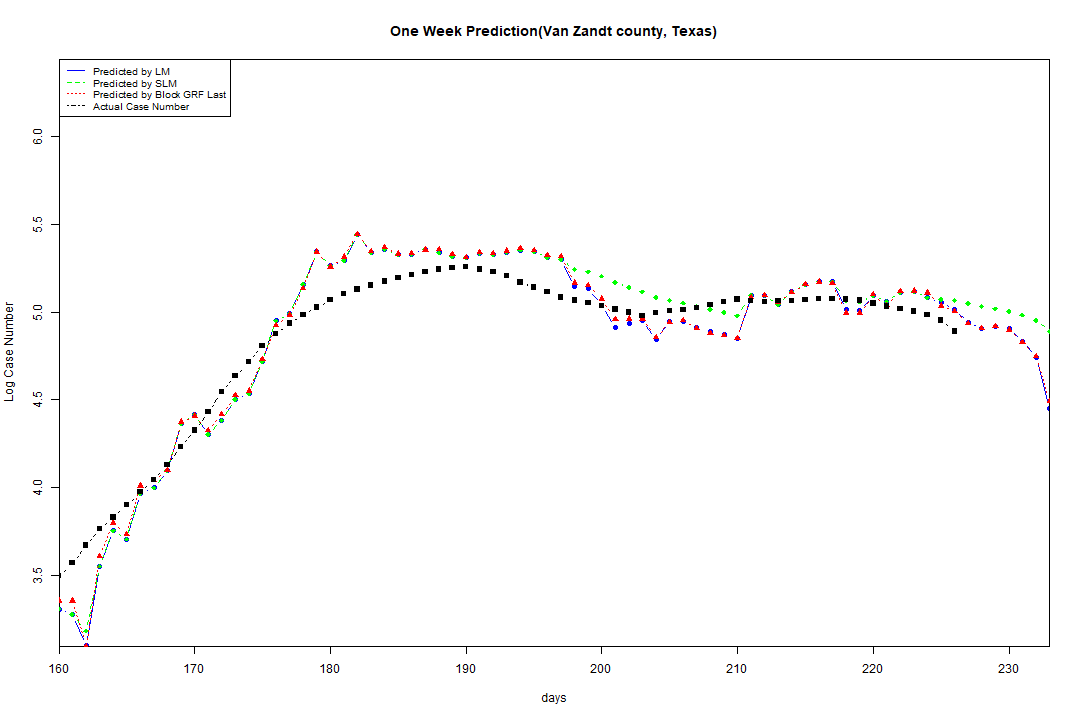 One Week Prediction(Van Zandt county, Texas)
Predicted by LM
Predicted by SLM
Predicted by Block GRF Last
Actual Case Number
6.0
5.5
5.0
4.5
4.0
3.5
Log Case Number
160 170 180 190 200 210 220 230
days